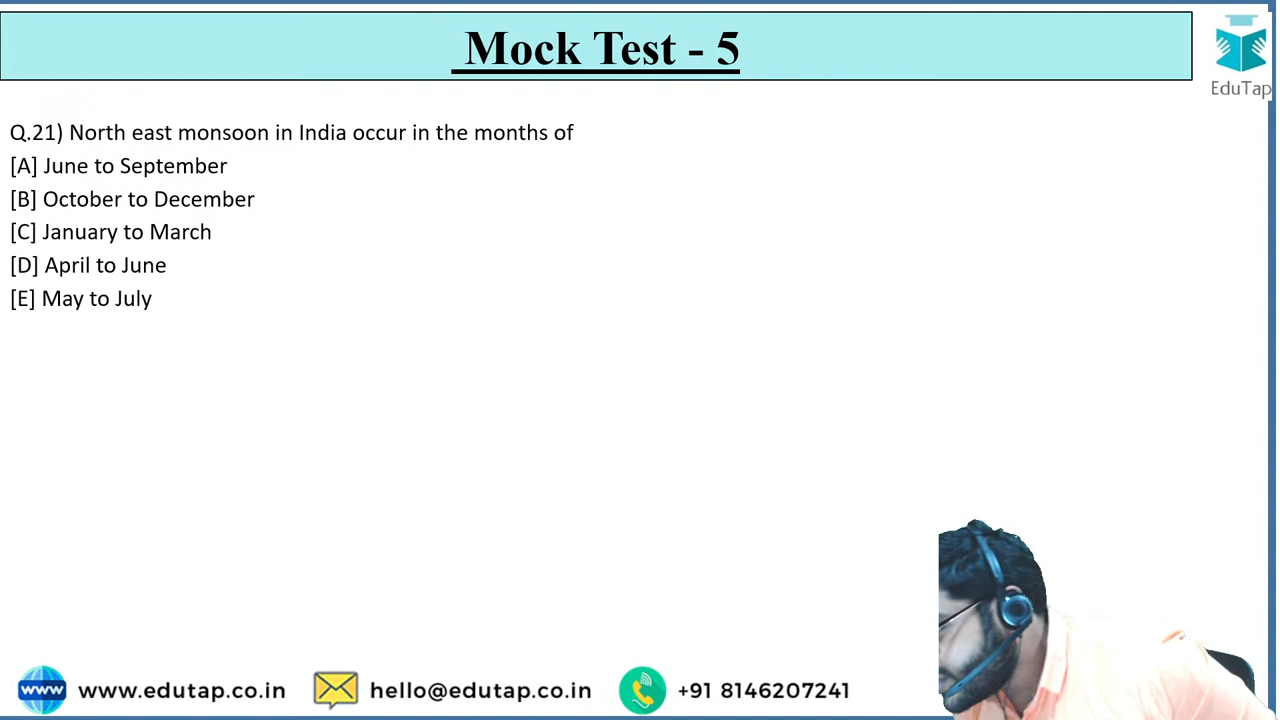 Mock Test - 5
EduTap
Q.21) North east monsoon in India occur in the months of
[A] June to September
[B] October to December
[C] January to March
[D] April to June
[E] May to July
www www.edutap.co.in hello@edutap.co.in +91 8146207241